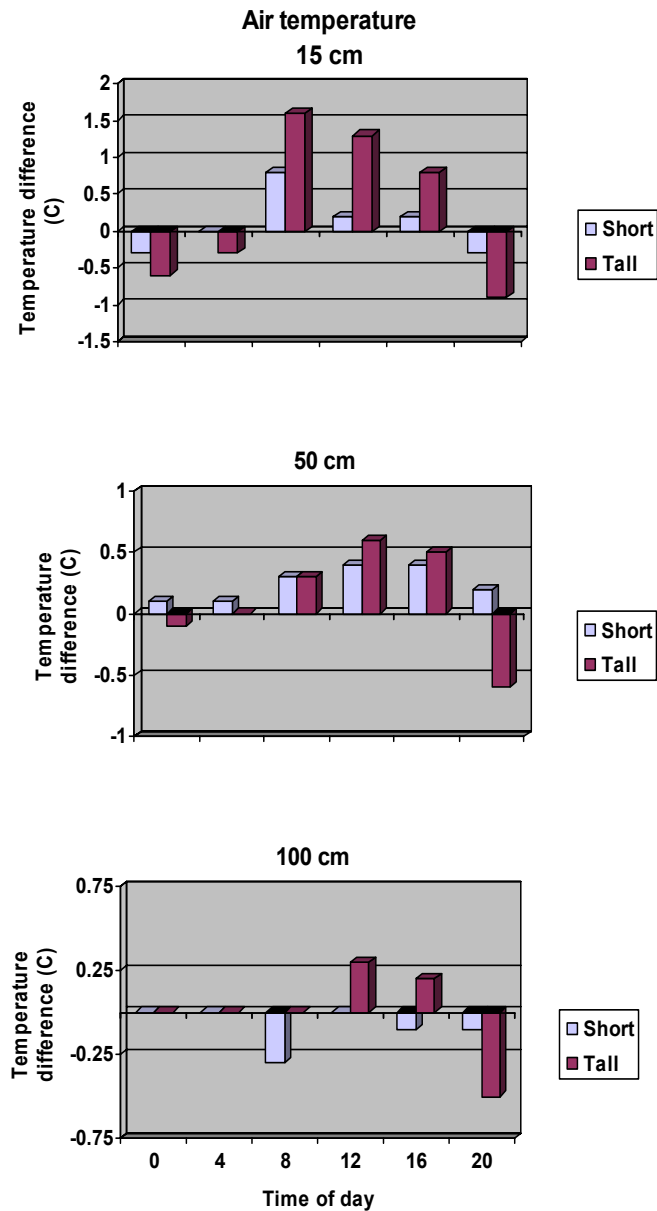 Air temperature
15 cm
2
1.5
1
0.5
0
-0.5
-1
-1.5
Temperature difference
(C)
Short
Tall
50 cm
1
0.5
0
-0.5
-1
Temperature
difference (C)
Short
Tall
100 cm
0.75
0.25
-0.25
-0.75
Temperature
difference (C)
Short
Tall
0 4 8 12 16 20
Time of day